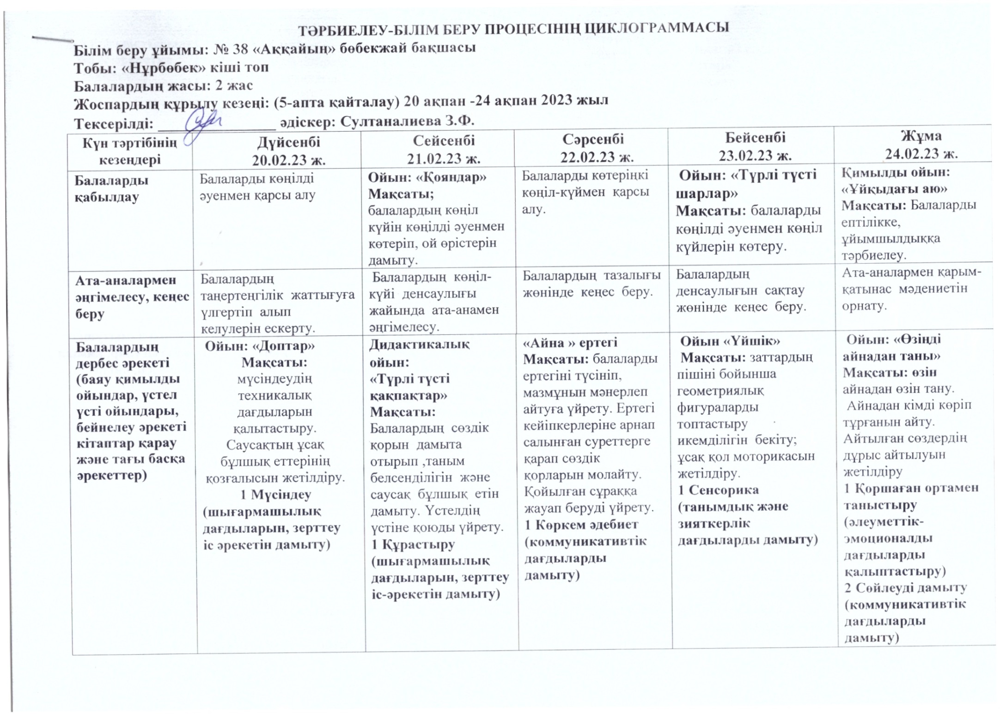 ТӘРБИЕЛЕУ-БІЛІМ БЕРУ ПРОЦЕСІНІҢ ЦИКЛОГРАММАСЫ
Білім беру ұйымы: № 38 «Аққайың» бөбекжай бақшасы
Тобы: «Нұрбөбек» кіші топ
Балалардың жасы: 2 жас
Жоспардың құрылу кезеңі: (5-апта қайталау) 20 ақпан -24 ақпан 2023 жыл
Тексерілді: ________________ әдіскер: Султаналиева З.Ф.
Күн тәртібінің
кезеңдері
Дүйсенбі
20.02.23 ж.
Сейсенбі
21.02.23 ж.
Сәрсенбі
22.02.23 ж.
Бейсенбі
23.02.23 ж.
Жұма
24.02.23 ж.
Балаларды
қабылдау
Балаларды көңілді
әуенмен қарсы алу
Ойын: «Қояндар»
Мақсаты;
балалардың көңіл
күйін көңілді әуенмен
көтеріп, ой өрістерін
дамыту.
Балаларды көтеріңкі
көңіл-күймен қарсы
алу.
Ойын: «Түрлі түсті
шарлар»
Мақсаты: балаларды
көңілді әуенмен көңіл
күйлерін көтеру.
Қимылды ойын:
«Ұйқыдағы аю»
Мақсаты: Балаларды
ептілікке,
ұйымшылдыққа
тәрбиелеу.
Ата-аналармен
әңгімелесу, кеңес
беру
Балалардың
таңертеңгілік жаттығуға
үлгертіп алып
келулерін ескерту.
Балалардың көңіл-
күйі денсаулығы
жайында ата-анамен
әңгімелесу.
Балалардың тазалығы
жөнінде кеңес беру.
Балалардың
денсаулығын сақтау
жөнінде кеңес беру.
Ата-аналармен қарым-
қатынас мәдениетін
орнату.
Балалардың
дербес әрекеті
(баяу қимылды
ойындар, үстел
үсті ойындары,
бейнелеу әрекеті
кітаптар қарау
және тағы басқа
әрекеттер)
Ойын: «Доптар»
Мақсаты:
мүсіндеудің
техникалық
дағдыларын
қалытастыру.
Саусақтың ұсақ
бұлшық еттерінің
қозғалысын жетілдіру.
1 Мүсіндеу
(шығармашылық
дағдыларын, зерттеу
іс әрекетін дамыту)
Дидактикалық
ойын:
«Түрлі түсті
қақпақтар»
Мақсаты:
Балалардың сөздік
қорын дамыта
отырып ,таным
белсенділігін және
саусақ бұлшық етін
дамыту. Үстелдің
үстіне қоюды үйрету.
1 Құрастыру
(шығармашылық
дағдыларын, зерттеу
іс-әрекетін дамыту)
«Айна » ертегі
Мақсаты: балаларды
ертегіні түсініп,
мазмұнын мәнерлеп
айтуға үйрету. Ертегі
кейіпкерлеріне арнап
салынған суреттерге
қарап сөздік
қорларын молайту.
Қойылған сұраққа
жауап беруді үйрету.
1 Көркем әдебиет
(коммуникативтік
дағдыларды
дамыту)
Ойын «Үйшік»
Мақсаты: заттардың
пішіні бойынша
геометриялық
фигураларды
топтастыру
икемділігін бекіту;
ұсақ қол моторикасын
жетілдіру.
1 Сенсорика
(танымдық және
зияткерлік
дағдыларды дамыту)
Ойын: «Өзіңді
айнадан таны»
Мақсаты: өзін
айнадан өзін тану.
Айнадан кімді көріп
тұрғанын айту.
Айтылған сөздердің
дұрыс айтылуын
жетілдіру
1 Қоршаған ортамен
таныстыру
(әлеуметтік-
эмоционалды
дағдыларды
қалыптастыру)
2 Сөйлеуді дамыту
(коммуникативтік
дағдыларды
дамыту)